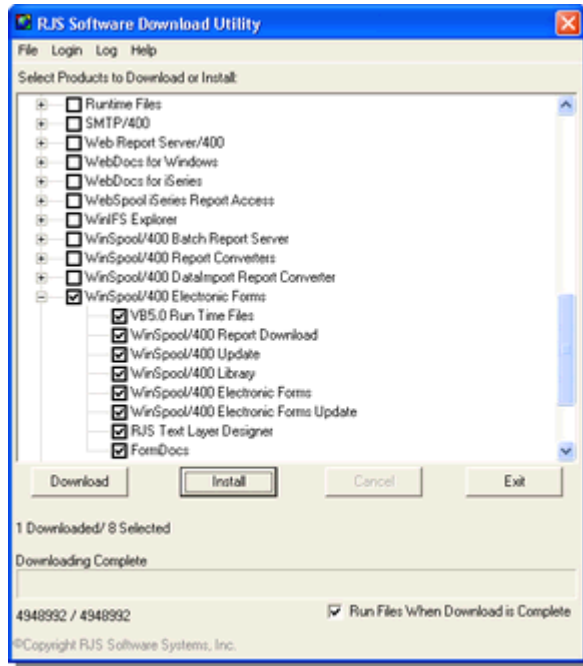 RJS Software Download Utility
File Login Log Help
Select Products to Download or Install:
Runtime Files
SMTP/400
Web Report Server/400
WebDocs for Windows
WebDocs for iSeries
WebSpool iSeries Report Access
WinIFS Explorer
WinSpool/400 Batch Report Server
WinSpool/400 Report Converters
WinSpool/400 DataImport Report Converter
WinSpool/400 Electronic Forms
VB5.0 Run Time Files
WinSpool/400 Report Download
WinSpool/400 Update
WinSpool/400 Library
WinSpool/400 Electronic Forms
WinSpool/400 Electronic Forms Update
RJS Text Layer Designer
FormDocs
Download Install Cancel Exit
1 Downloaded/ 8 Selected
Downloading Complete
4948992 / 4948992 Run Files When Download is Complete
©Copyright RJS Software Systems, Inc.